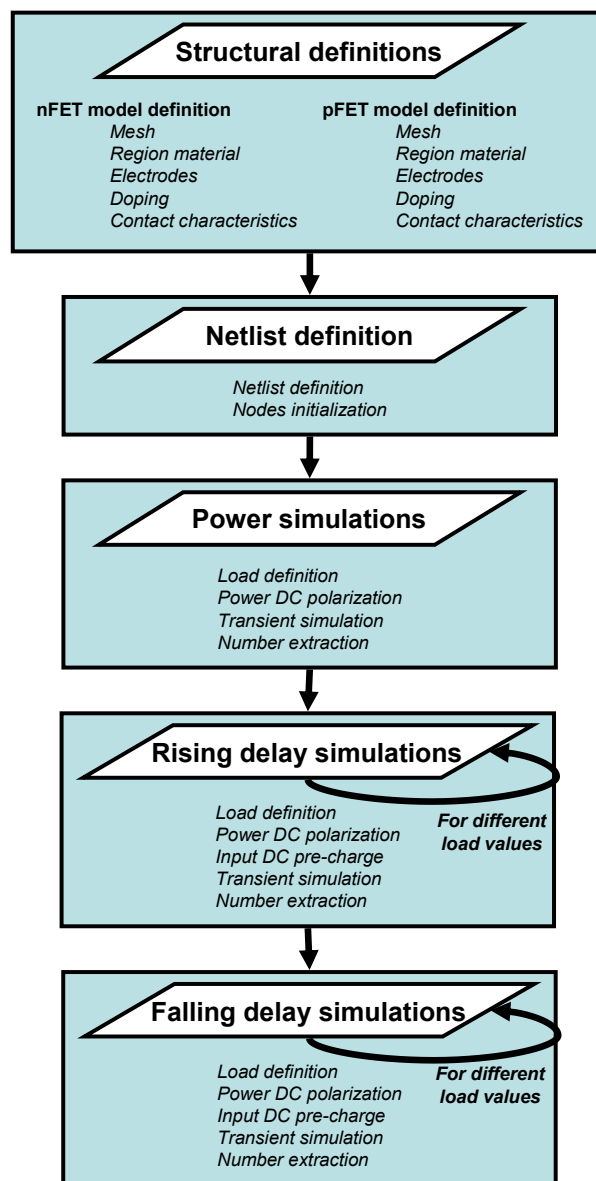 Structural definitions
nFET model definition
Mesh
Region material
Electrodes
Doping
Contact characteristics
pFET model definition
Mesh
Region material
Electrodes
Doping
Contact characteristics
Netlist definition
Netlist definition
Nodes initialization
Power simulations
Load definition
Power DC polarization
Transient simulation
Number extraction
Rising delay simulations
Load definition
Power DC polarization
Input DC pre-charge
Transient simulation
Number extraction
For different
load values
Falling delay simulations
Load definition
Power DC polarization
Input DC pre-charge
Transient simulation
Number extraction
For different
load values